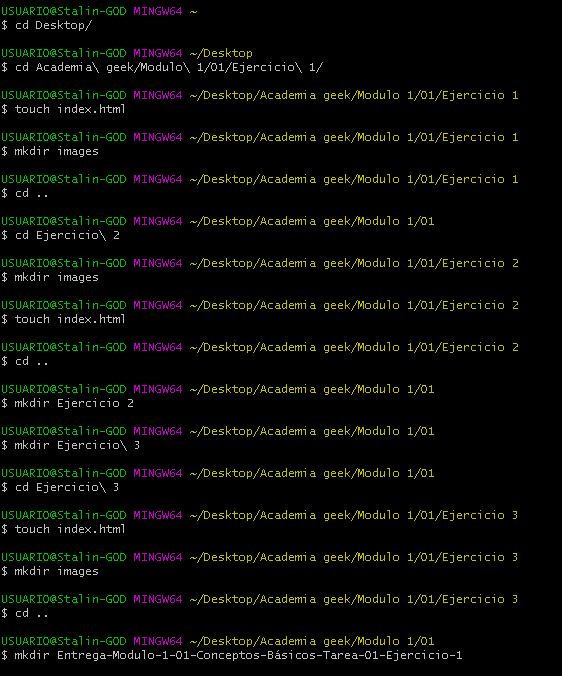 USUARIO@Stalin-GOD MINGW64 ~
$ cd Desktop/
USUARIO@Stalin-GOD MINGW64 ~/Desktop
$ cd Academia\ geek/Modulo\ 1/01/Ejercicio\ 1/
USUARIO@Stalin-GOD MINGW64 ~/Desktop/Academia geek/Modulo 1/01/Ejercicio 1
$ touch index.html
USUARIO@Stalin-GOD MINGW64 ~/Desktop/Academia geek/Modulo 1/01/Ejercicio 1
$ mkdir images
USUARIO@Stalin-GOD MINGW64 ~/Desktop/Academia geek/Modulo 1/01/Ejercicio 1
$ cd ..
USUARIO@Stalin-GOD MINGW64 ~/Desktop/Academia geek/Modulo 1/01
$ cd Ejercicio\ 2
USUARIO@Stalin-GOD MINGW64 ~/Desktop/Academia geek/Modulo 1/01/Ejercicio 2
$ mkdir images
USUARIO@Stalin-GOD MINGW64 ~/Desktop/Academia geek/Modulo 1/01/Ejercicio 2
$ touch index.html
USUARIO@Stalin-GOD MINGW64 ~/Desktop/Academia geek/Modulo 1/01/Ejercicio 2
$ cd ..
USUARIO@Stalin-GOD MINGW64 ~/Desktop/Academia geek/Modulo 1/01
$ mkdir Ejercicio 2
USUARIO@Stalin-GOD MINGW64 ~/Desktop/Academia geek/Modulo 1/01
$ mkdir Ejercicio\ 3
USUARIO@Stalin-GOD MINGW64 ~/Desktop/Academia geek/Modulo 1/01
$ cd Ejercicio\ 3
USUARIO@Stalin-GOD MINGW64 ~/Desktop/Academia geek/Modulo 1/01/Ejercicio 3
$ touch index.html
USUARIO@Stalin-GOD MINGW64 ~/Desktop/Academia geek/Modulo 1/01/Ejercicio 3
$ mkdir images
USUARIO@Stalin-GOD MINGW64 ~/Desktop/Academia geek/Modulo 1/01/Ejercicio 3
$ cd ..
USUARIO@Stalin-GOD MINGW64 ~/Desktop/Academia geek/Modulo 1/01
$ mkdir Entrega-Modulo-1-01-Conceptos-Básicos-Tarea-01-Ejercicio-1